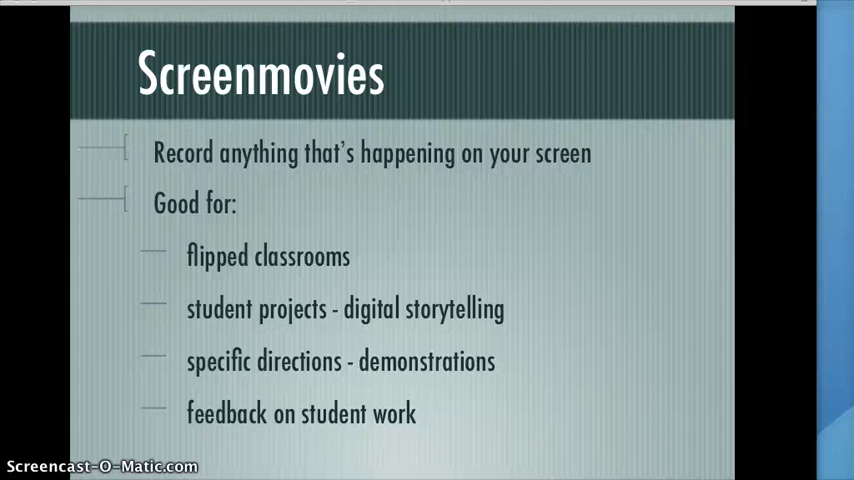 Screenmovies
Record anything that's happening on your screen
Good for:
flipped classrooms
student projects - digital storytelling
specific directions - demonstrations
feedback on student work
Screencast-O-Matic.com